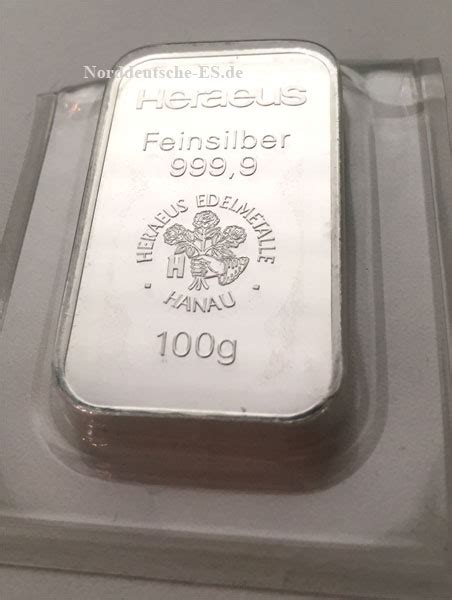 Norddeutsche-ES.de
Heraeus
Feinsilber
999,9
HERAEUS EDELMETALLE
H
· HANAU ·
100g